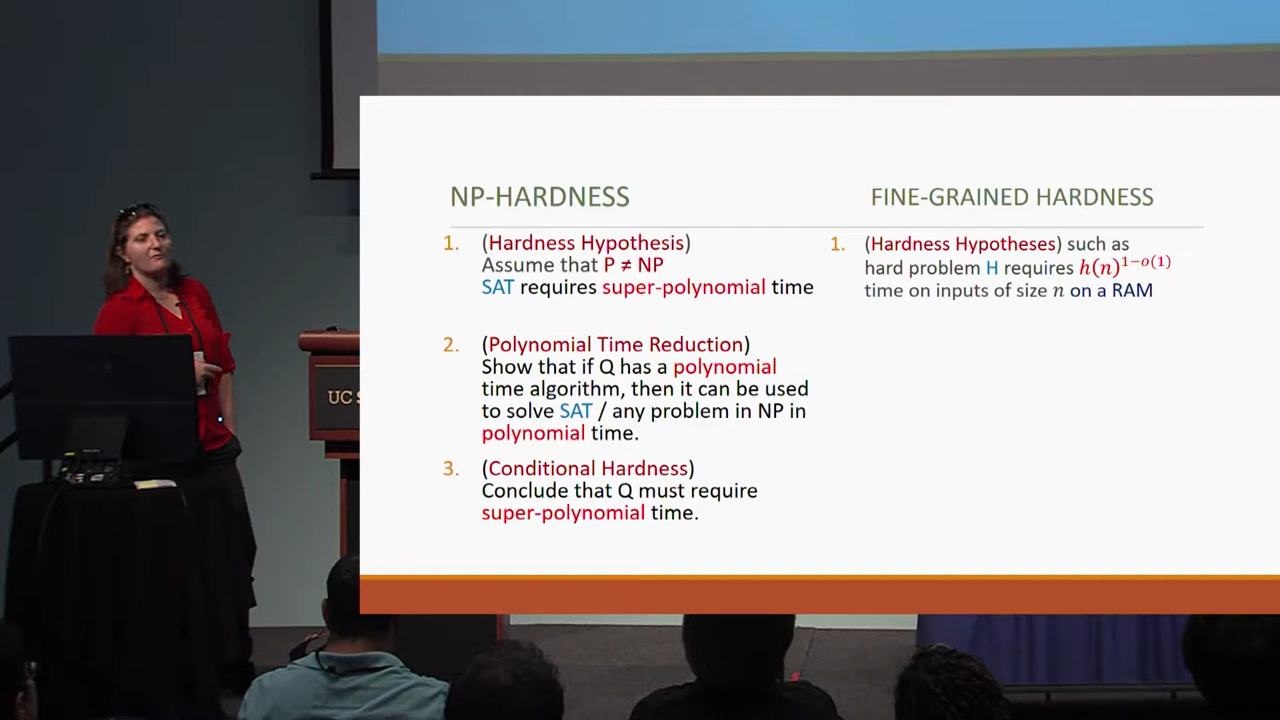 NP-HARDNESS
1. (Hardness Hypothesis)
Assume that P ≠ NP
SAT requires super-polynomial time
2. (Polynomial Time Reduction)
Show that if Q has a polynomial
time algorithm, then it can be used
to solve SAT / any problem in NP in
polynomial time.
3. (Conditional Hardness)
Conclude that Q must require
super-polynomial time.
FINE-GRAINED HARDNESS
1. (Hardness Hypotheses) such as
hard problem H requires h(n)^{1−o(1)}
time on inputs of size n on a RAM
UC